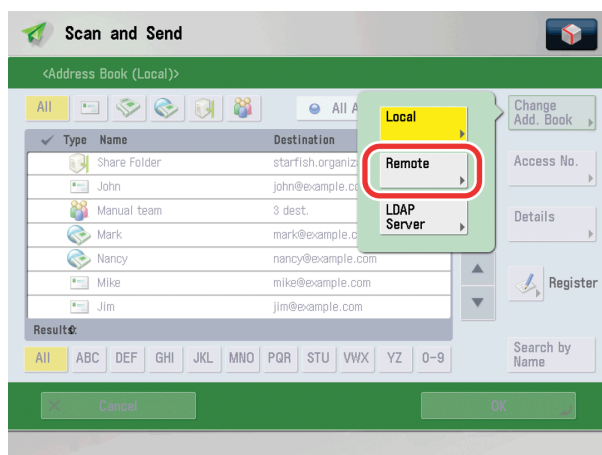 Scan and Send
<Address Book (Local)>
All
All A
Local
Change
Add. Book
Type Name Destination
Share Folder starfish.organiz
Remote
Access No.
John john@example.co
Manual team 3 dest.
LDAP
Server
Details
Mark mark@example.c
Nancy nancy@example.com
Mike mike@example.com
Register
Jim jim@example.com
Results:
All ABC DEF GHI JKL MNO PQR STU VWX YZ 0-9
Search by
Name
Cancel
OK